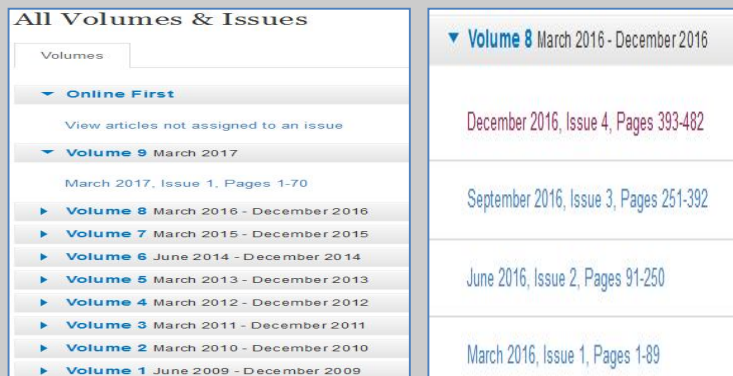 All Volumes & Issues
Volumes
Online First
View articles not assigned to an issue
Volume 9 March 2017
March 2017, Issue 1, Pages 1-70
Volume 8 March 2016 - December 2016
Volume 7 March 2015 - December 2015
Volume 6 June 2014 - December 2014
Volume 5 March 2013 - December 2013
Volume 4 March 2012 - December 2012
Volume 3 March 2011 - December 2011
Volume 2 March 2010 - December 2010
Volume 1 June 2009 - December 2009
Volume 8 March 2016 - December 2016
December 2016, Issue 4, Pages 393-482
September 2016, Issue 3, Pages 251-392
June 2016, Issue 2, Pages 91-250
March 2016, Issue 1, Pages 1-89